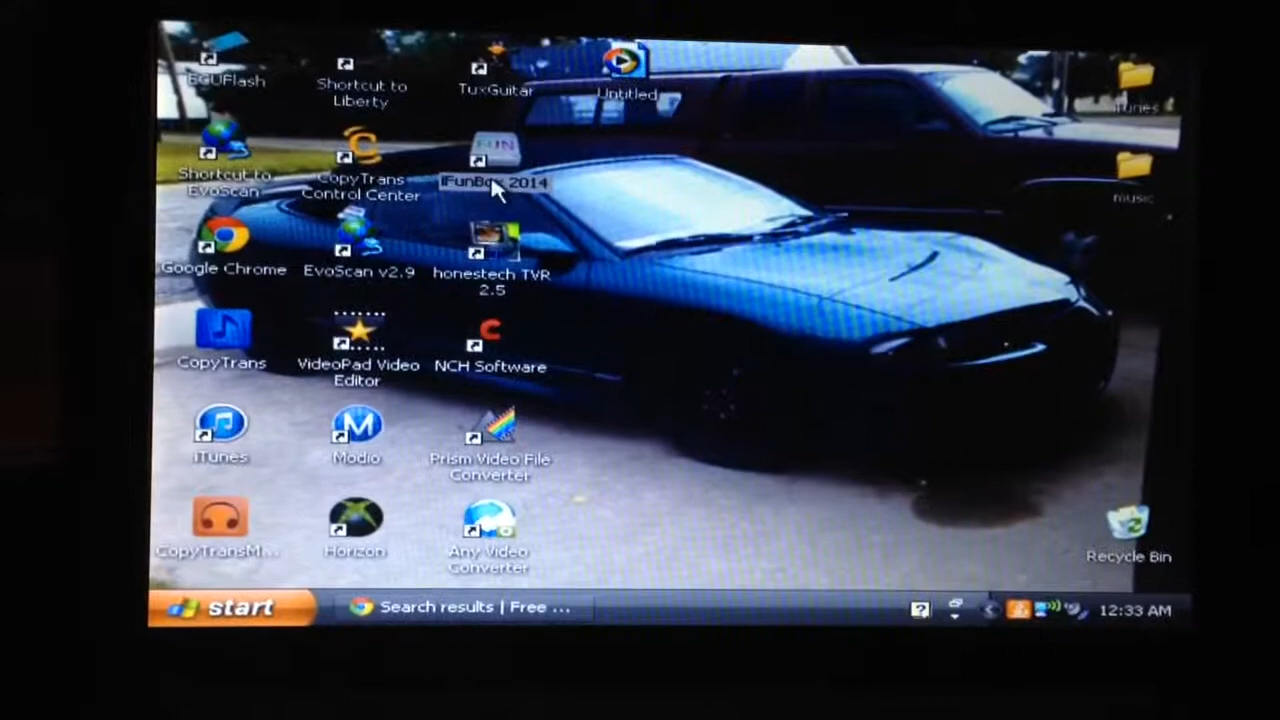 ECUFlash
Shortcut to
Liberty
TuxGuitar
Untitled
iTunes
Shortcut to
EvoScan
CopyTrans
Control Center
FUN
iFunBox 2014
music
Google Chrome
EvoScan v2.9
honestech TVR
2.5
CopyTrans
VideoPad Video
Editor
NCH Software
iTunes
Modio
Prism Video File
Converter
CopyTransM...
Horizon
Any Video
Converter
Recycle Bin
start
Search results | Free ...
12:33 AM